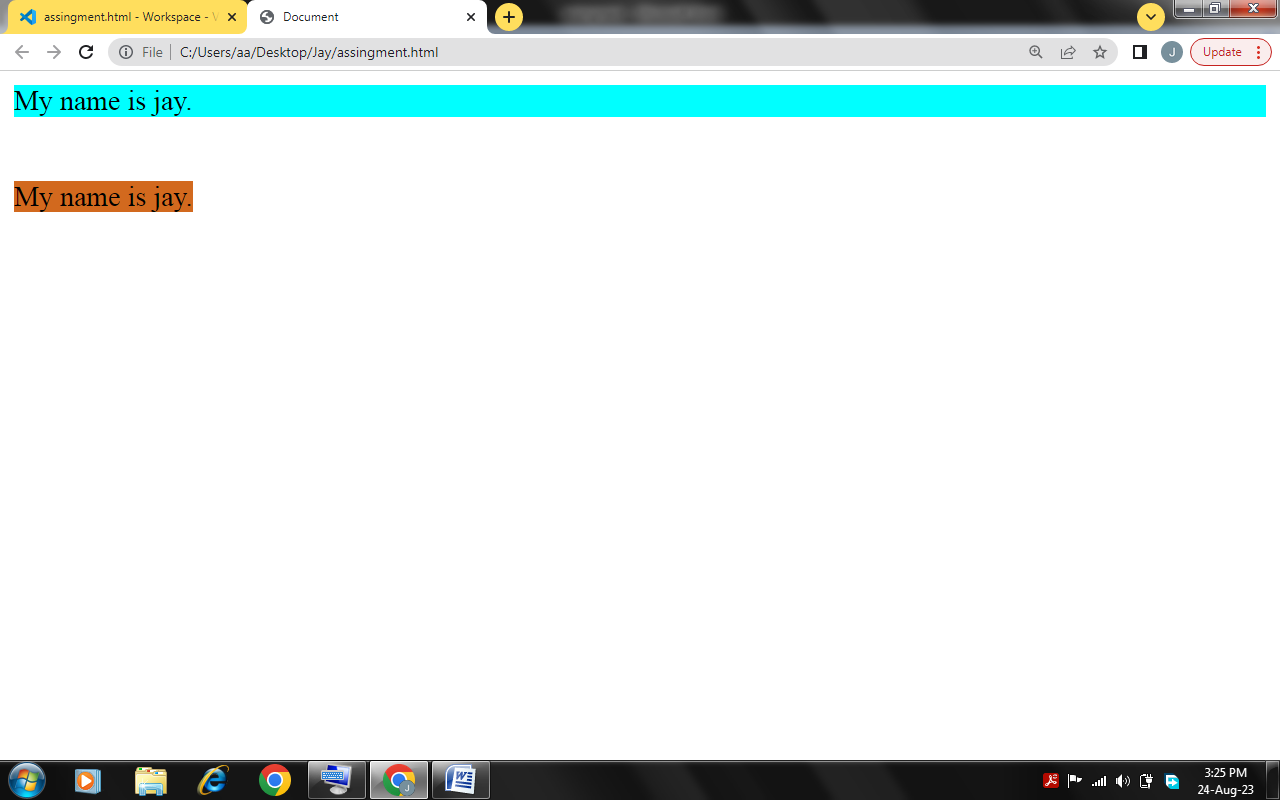 assingment.html - Workspace - V
Document
File
C:/Users/aa/Desktop/Jay/assingment.html
J
Update
My name is jay.
My name is jay.
J
3:25 PM
24-Aug-23